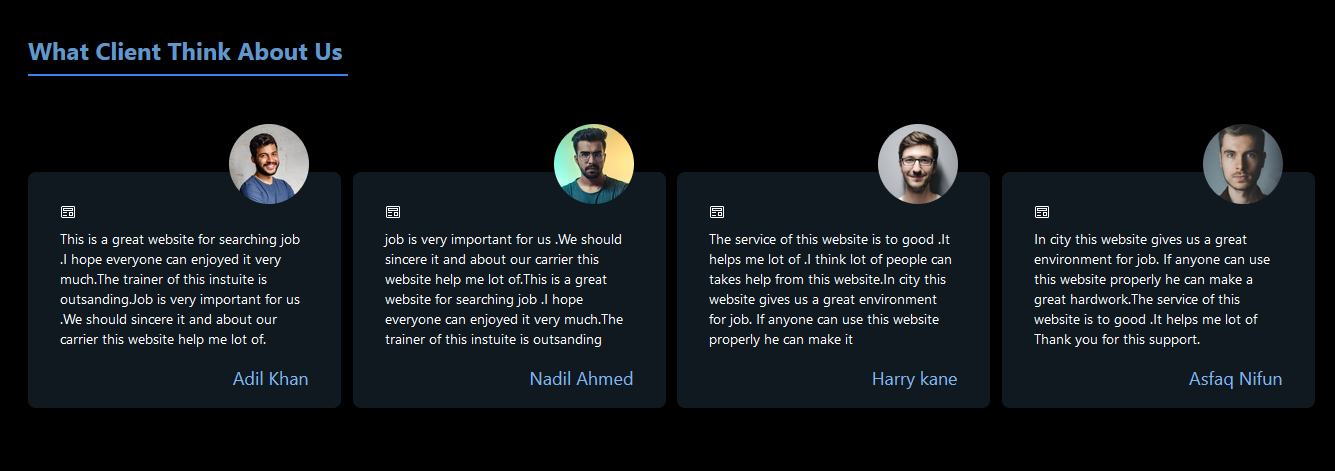 What Client Think About Us
This is a great website for searching job
.I hope everyone can enjoyed it very
much.The trainer of this instuite is
outsanding.Job is very important for us
.We should sincere it and about our
carrier this website help me lot of.
Adil Khan
job is very important for us .We should
sincere it and about our carrier this
website help me lot of.This is a great
website for searching job .I hope
everyone can enjoyed it very much.The
trainer of this instuite is outsanding
Nadil Ahmed
The service of this website is to good .It
helps me lot of .I think lot of people can
takes help from this website.In city this
website gives us a great environment
for job. If anyone can use this website
properly he can make it
Harry kane
In city this website gives us a great
environment for job. If anyone can use
this website properly he can make a
great hardwork.The service of this
website is to good .It helps me lot of
Thank you for this support.
Asfaq Nifun